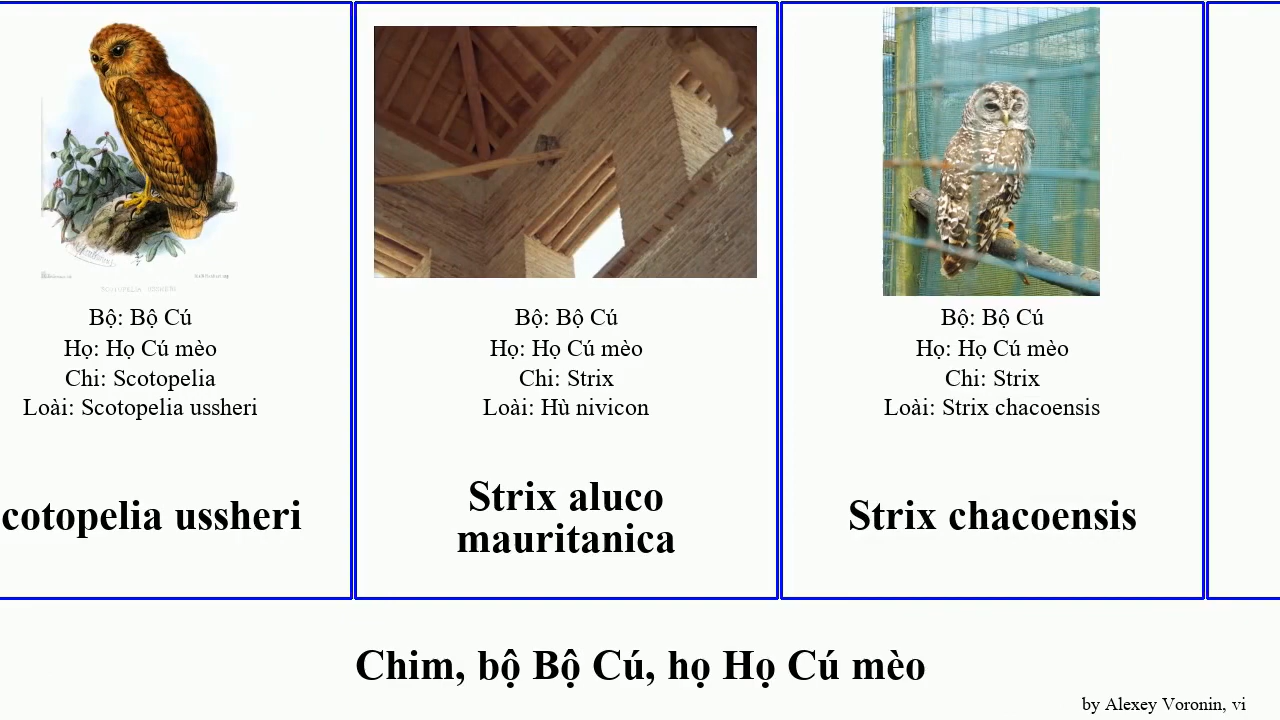 Bộ: Bộ Cú
Họ: Họ Cú mèo
Chi: Scotopelia
Loài: Scotopelia ussheri
cotopelia ussheri
Bộ: Bộ Cú
Họ: Họ Cú mèo
Chi: Strix
Loài: Hù nivicon
Strix aluco
mauritanica
Bộ: Bộ Cú
Họ: Họ Cú mèo
Chi: Strix
Loài: Strix chacoensis
Strix chacoensis
Chim, bộ Bộ Cú, họ Họ Cú mèo
by Alexey Voronin, vi